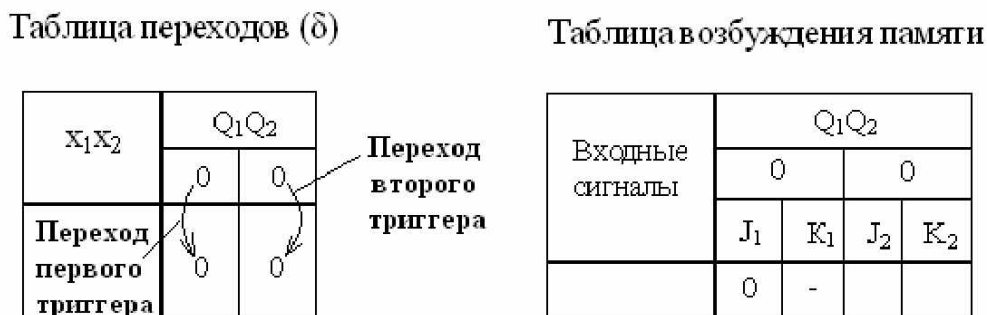 Таблица переходов (δ)
Таблица возбуждения памяти
x₁x₂
Q₁Q₂
0 0
Переход
второго
триггера
Переход
первого
триггера
0 0
Входные
сигналы
Q₁Q₂
0 0
J₁ K₁ J₂ K₂
0 -